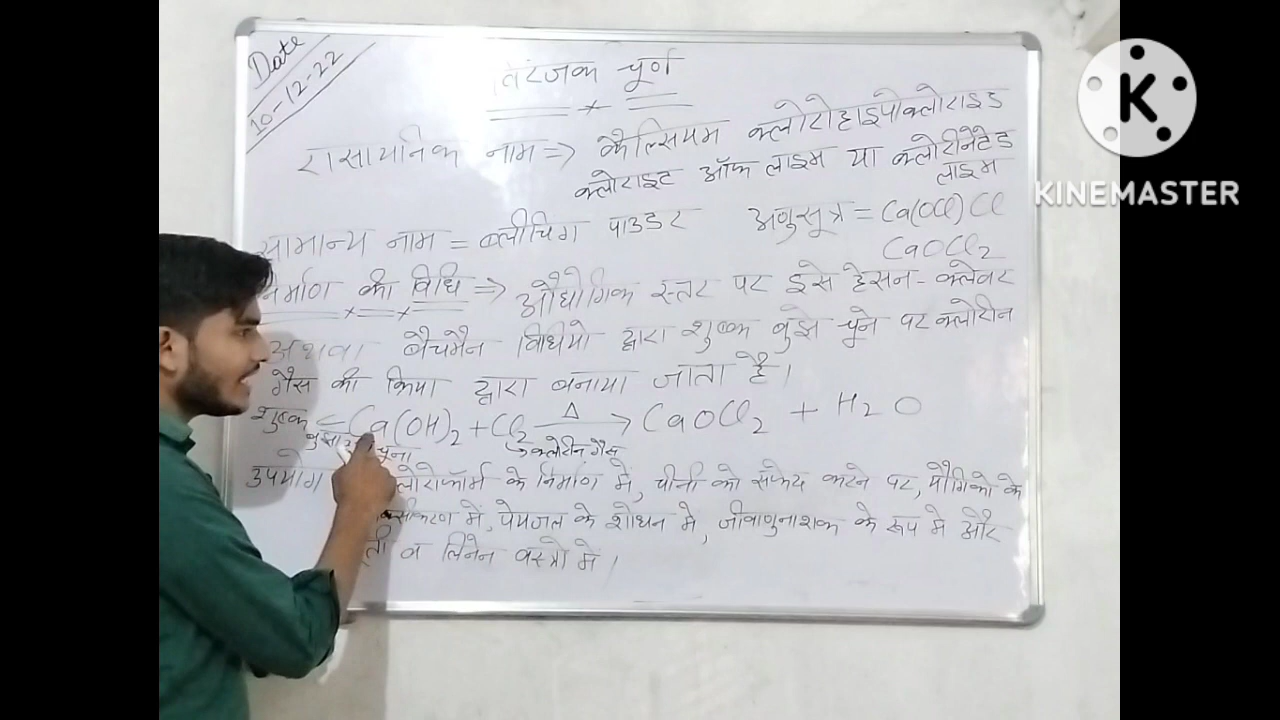 Date
10-12-22
विरंजक चूर्ण
रासायनिक नाम => कैल्सियम क्लोरोहाइपोक्लोराइड
क्लोराइट ऑफ लाइम या क्लोरीनेटेड
लाइम
सामान्य नाम = ब्लीचिंग पाउडर अणुसूत्र = Ca(OCl)Cl
CaOCl2
निर्माण की विधि => औधोगिक स्तर पर इसे हेसन-क्लेवर
अथवा बैचमैन विधियो द्वारा शुष्क बुझे चूने पर क्लोरीन
गैस की क्रिया द्वारा बनाया जाता है।
शुष्क Ca(OH)2 + Cl2 —Δ→ CaOCl2 + H2O
बुझा चूना क्लोरीन गैस
उपयोग क्लोरोफॉर्म के निर्माण में, चीनी को सफेद करने पर, यौगिको के
में, पेयजल के शोधन मे, जीवाणुनाशक के रूप मे और
व लिनेन वस्त्रो मे।
K
KINEMASTER